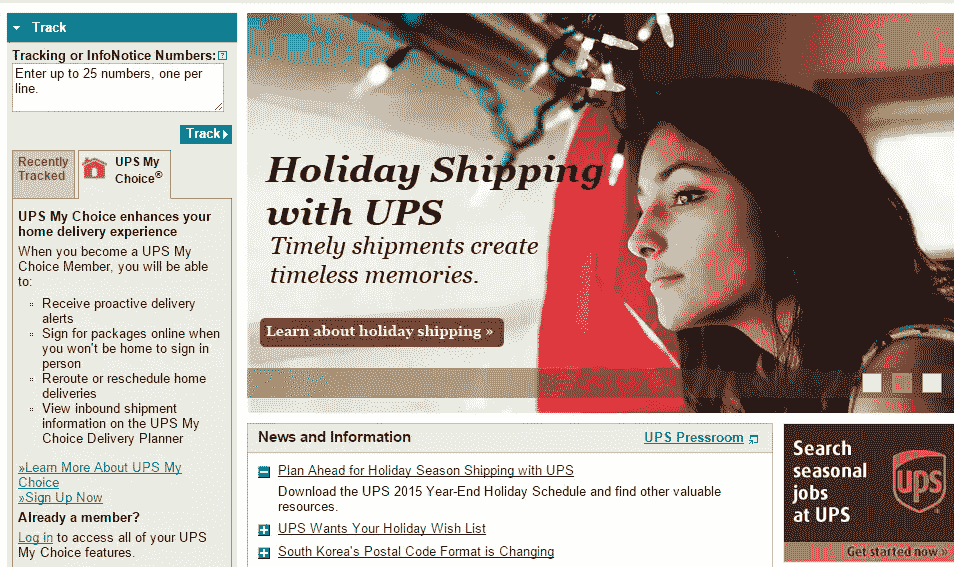 Track
Tracking or InfoNotice Numbers: ?
Enter up to 25 numbers, one per
line.
Track
Recently
Tracked
UPS My
Choice®
UPS My Choice enhances your
home delivery experience
When you become a UPS My
Choice Member, you will be able
to:
Receive proactive delivery
alerts
Sign for packages online when
you won't be home to sign in
person
Reroute or reschedule home
deliveries
View inbound shipment
information on the UPS My
Choice Delivery Planner
»Learn More About UPS My
Choice
»Sign Up Now
Already a member?
Log in to access all of your UPS
My Choice features.
Holiday Shipping
with UPS
Timely shipments create
timeless memories.
Learn about holiday shipping »
News and Information
UPS Pressroom
Plan Ahead for Holiday Season Shipping with UPS
Download the UPS 2015 Year-End Holiday Schedule and find other valuable
resources.
UPS Wants Your Holiday Wish List
South Korea's Postal Code Format is Changing
Search
seasonal
jobs
at UPS
ups
Get started now »